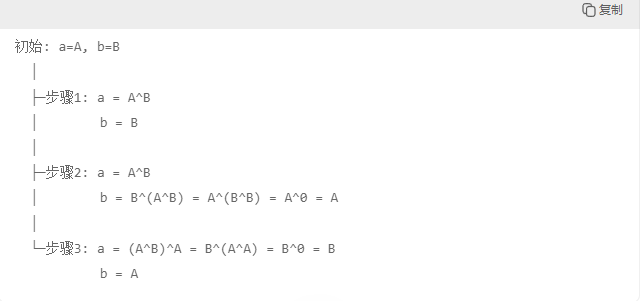 复制
初始: a=A, b=B
│
├─步骤1: a = A^B
│       b = B
│
├─步骤2: a = A^B
│       b = B^(A^B) = A^(B^B) = A^0 = A
│
└─步骤3: a = (A^B)^A = B^(A^A) = B^0 = B
        b = A